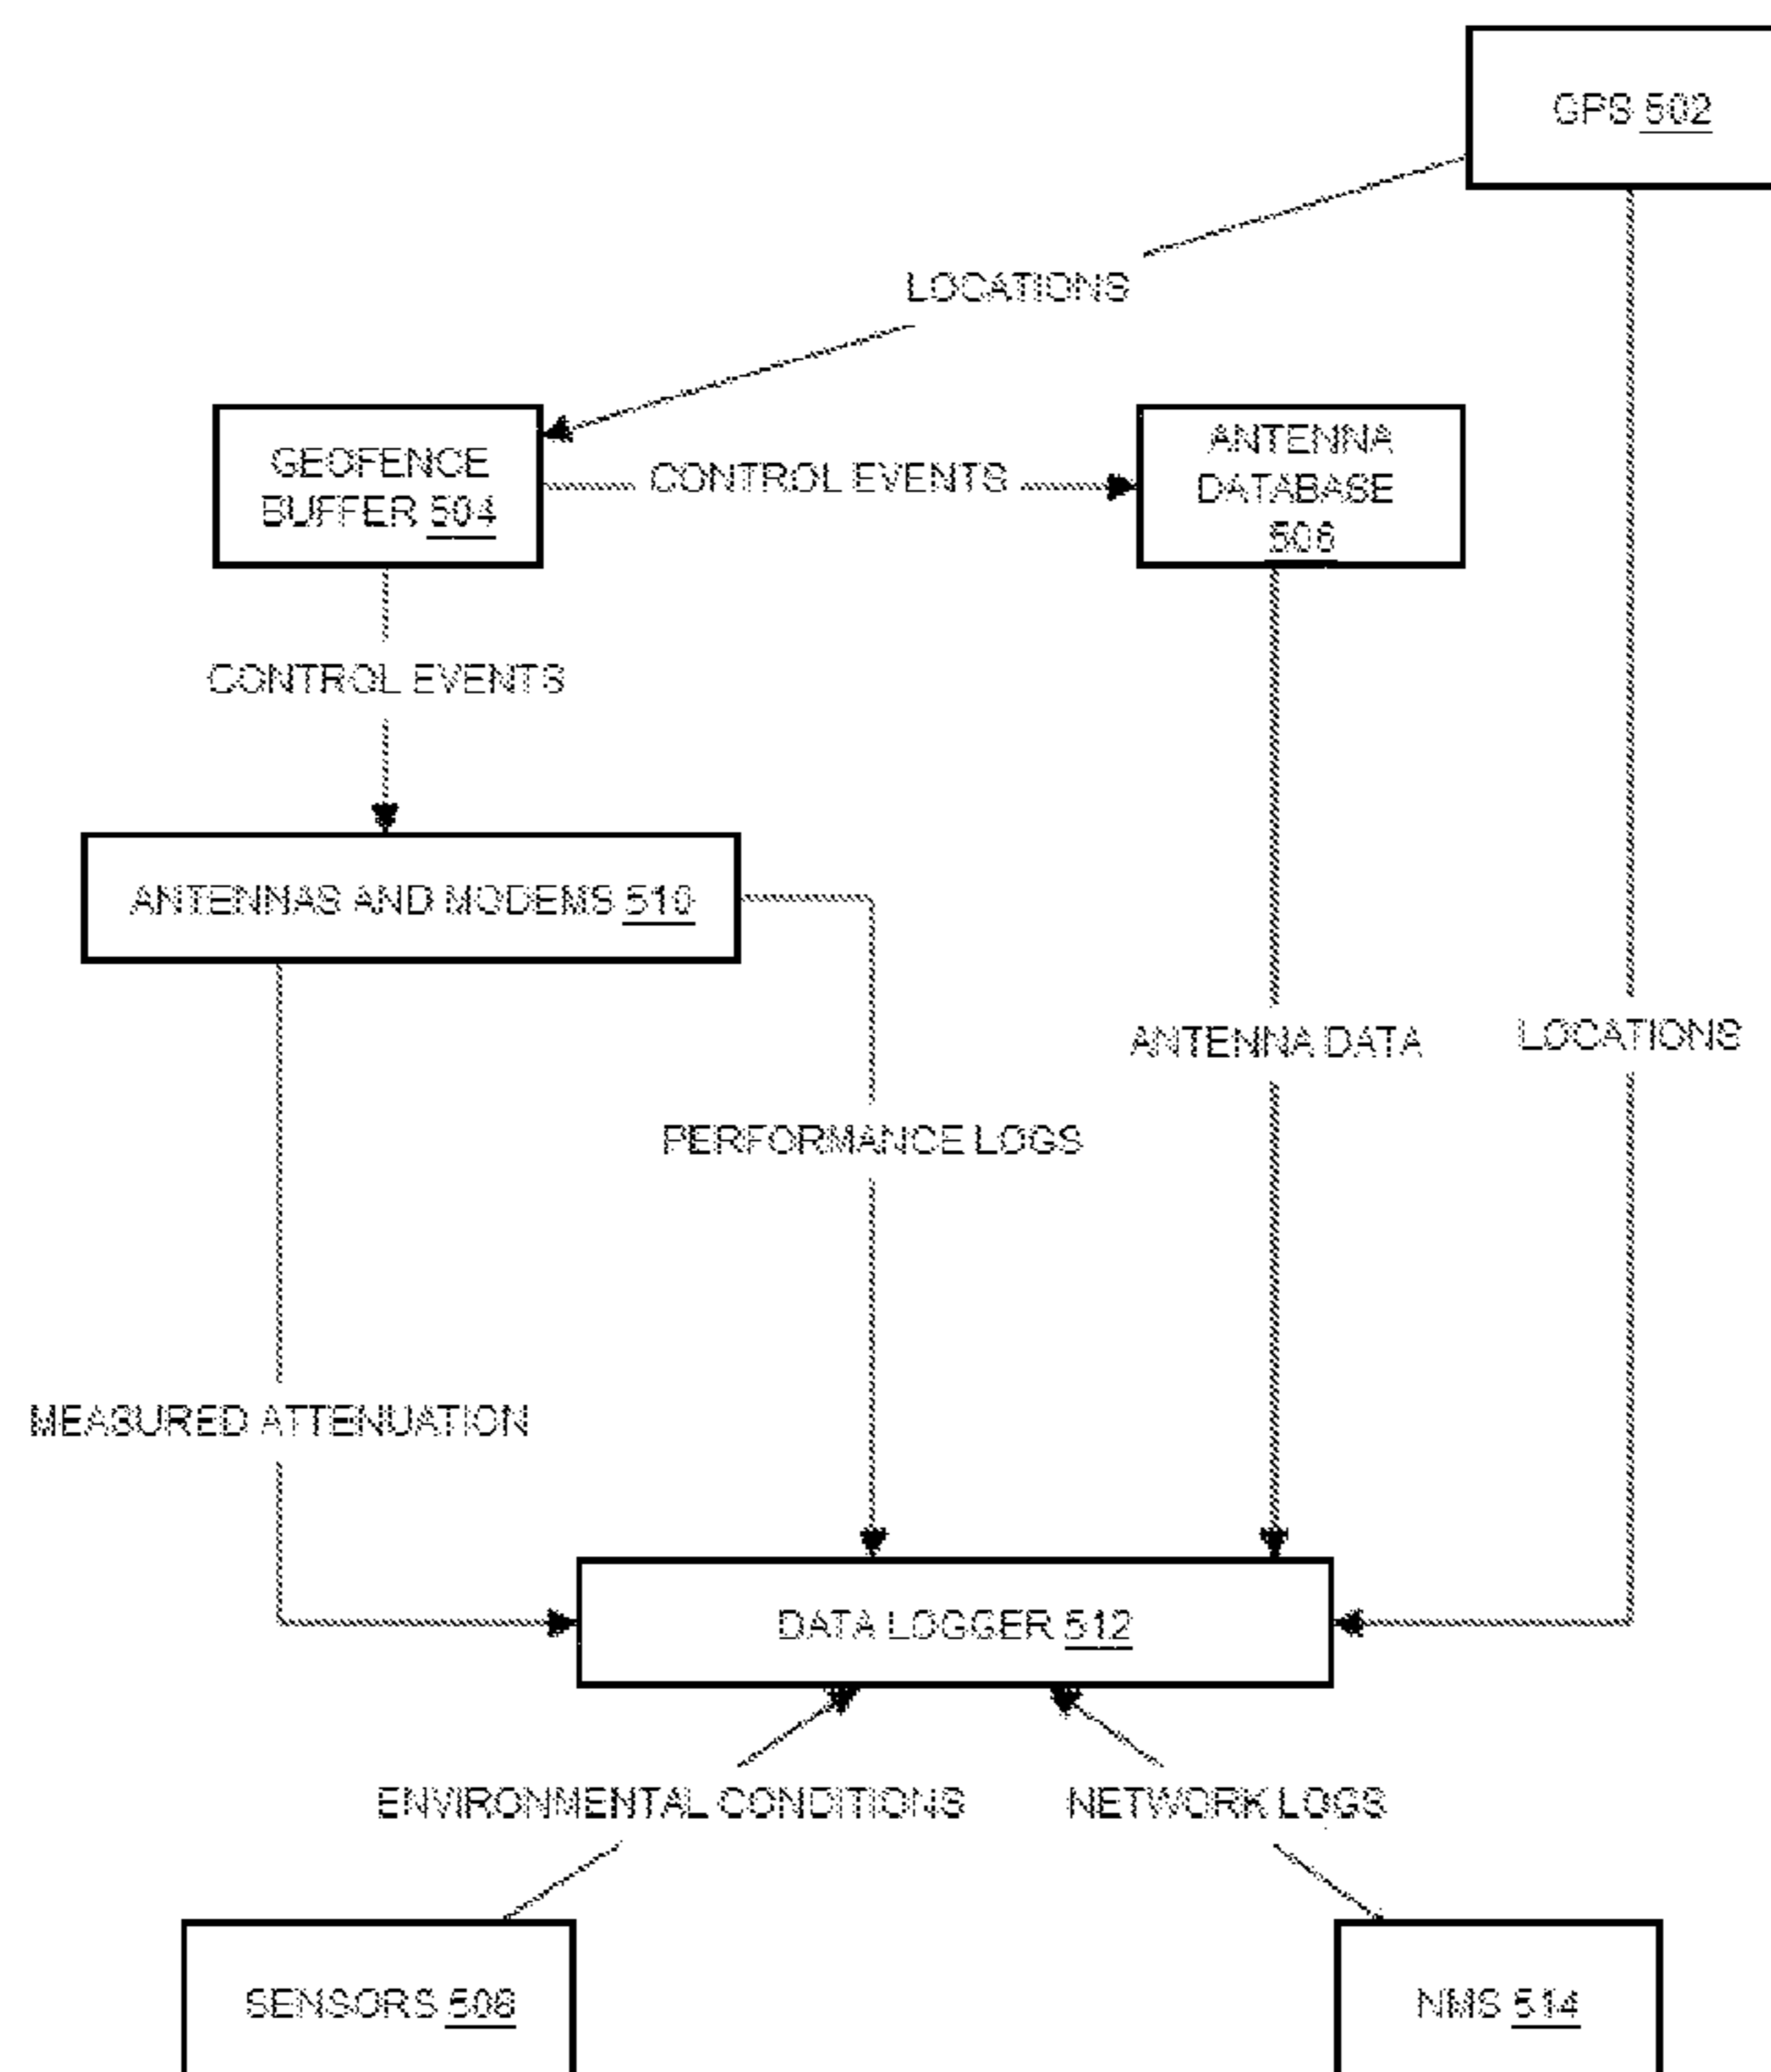 GPS 502
LOCATIONS
GEOFENCE
BUFFER 504
CONTROL EVENTS
ANTENNA
DATABASE
506
CONTROL EVENTS
ANTENNAS AND MODEMS 510
ANTENNA DATA
LOCATIONS
PERFORMANCE LOGS
MEASURED ATTENUATION
DATA LOGGER 512
ENVIRONMENTAL CONDITIONS
NETWORK LOGS
SENSORS 508
NMS 514